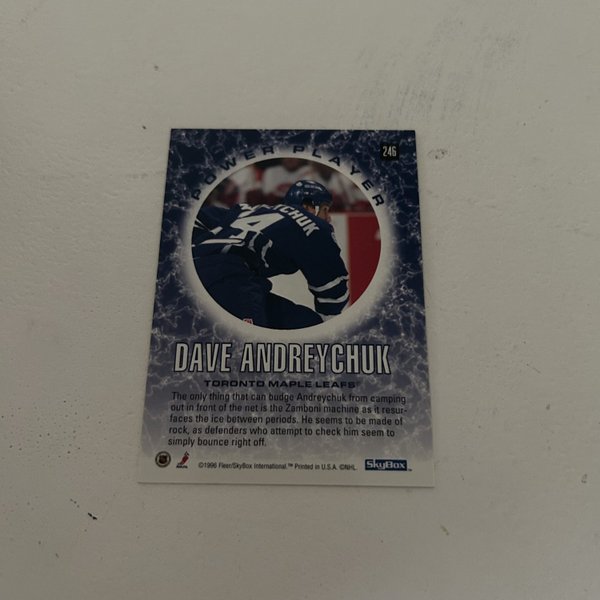 246
POWER PLAYER
DAVE ANDREYCHUK
TORONTO MAPLE LEAFS
The only thing that can budge Andreychuk from camping
out in front of the net is the Zamboni machine as it resur-
faces the ice between periods. He seems to be made of
rock, as defenders who attempt to check him seem to
simply bounce right off.
©1996 Fleer/SkyBox International.™ Printed in U.S.A. ©NHL.
SkyBox™